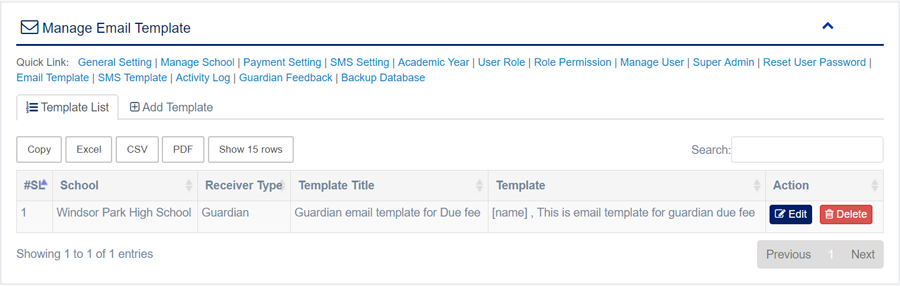 Manage Email Template
Quick Link: General Setting | Manage School | Payment Setting | SMS Setting | Academic Year | User Role | Role Permission | Manage User | Super Admin | Reset User Password |
Email Template | SMS Template | Activity Log | Guardian Feedback | Backup Database
Template List Add Template
Copy Excel CSV PDF Show 15 rows Search:
#SL School Receiver Type Template Title Template Action
1 Windsor Park High School Guardian Guardian email template for Due fee [name] , This is email template for guardian due fee Edit Delete
Showing 1 to 1 of 1 entries Previous 1 Next